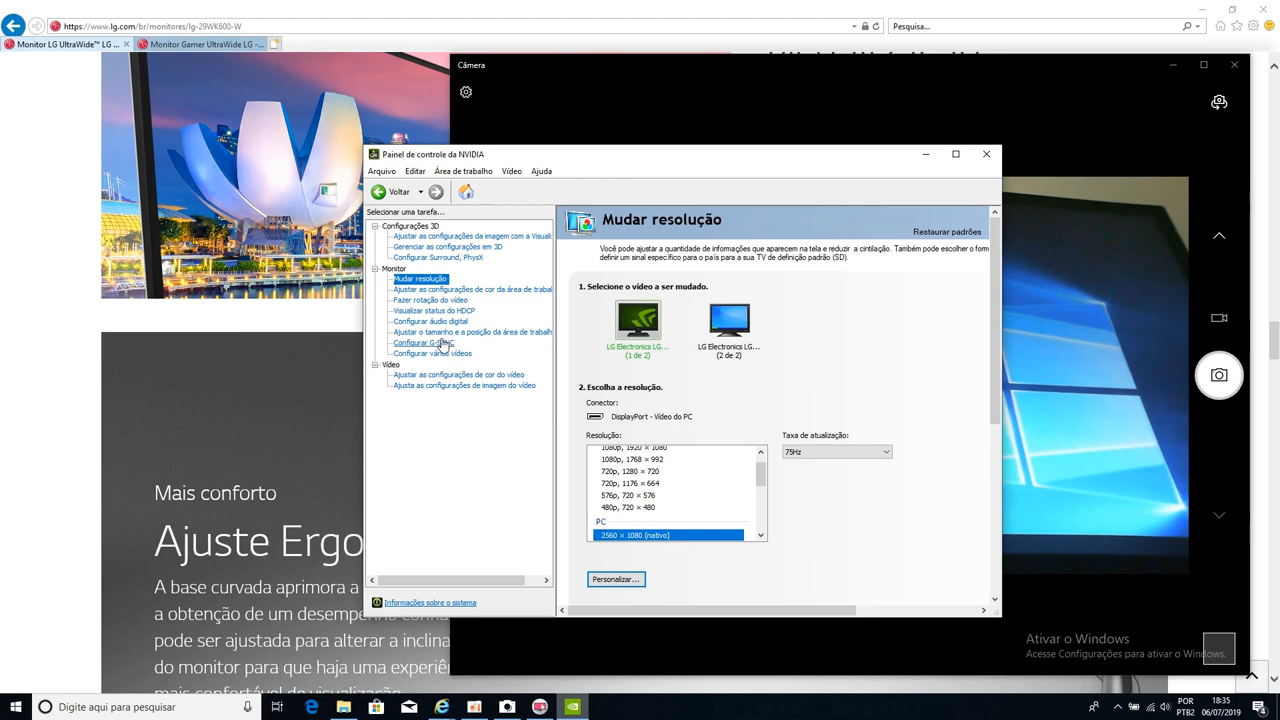 https://www.lg.com/br/monitores/lg-29WK600-W
Pesquisa...
Monitor LG UltraWide™ LG ...
Monitor Gamer UltraWide LG -...
Câmera
Painel de controle da NVIDIA
Arquivo Editar Área de trabalho Vídeo Ajuda
Voltar
Selecionar uma tarefa...
Configurações 3D
Ajustar as configurações da imagem com a Visuali
Gerenciar as configurações em 3D
Configurar Surround, PhysX
Monitor
Mudar resolução
Ajustar as configurações de cor da área de trabal
Fazer rotação do vídeo
Visualizar status do HDCP
Configurar áudio digital
Ajustar o tamanho e a posição da área de trabalh
Configurar
Configurar vários vídeos
Vídeo
Ajustar as configurações de cor do vídeo
Ajusta as configurações de imagem do vídeo
Informações sobre o sistema
Mudar resolução
Restaurar padrões
Você pode ajustar a quantidade de informações que aparecem na tela e reduzir a cintilação. Também pode escolher o form
definir um sinal específico para o país para a sua TV de definição padrão (SD).
1. Selecione o vídeo a ser mudado.
LG Electronics LG...
(1 de 2)
LG Electronics LG...
(2 de 2)
2. Escolha a resolução.
Conector:
DisplayPort - Vídeo do PC
Resolução:
Taxa de atualização:
1080p, 1920 × 1080
75Hz
1080p, 1768 × 992
720p, 1280 × 720
720p, 1176 × 664
576p, 720 × 576
480p, 720 × 480
PC
2560 × 1080 (nativo)
Personalizar...
Mais conforto
Ajuste Ergo
A base curvada aprimora a
a obtenção de um desempenho
pode ser ajustada para alterar a inclina
do monitor para que haja uma experiê
mais confortável de visualização
Ativar o Windows
Acesse Configurações para ativar o Windows.
Digite aqui para pesquisar
POR
PTB2
18:35
06/07/2019
4